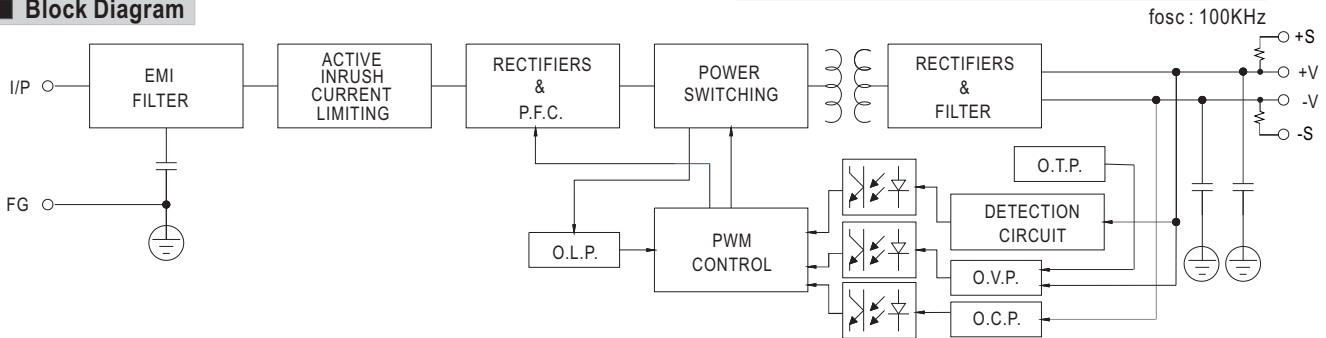 Block Diagram
fosc : 100KHz
I/P
EMI
FILTER
ACTIVE
INRUSH
CURRENT
LIMITING
RECTIFIERS
&
P.F.C.
POWER
SWITCHING
RECTIFIERS
&
FILTER
+S
+V
-V
-S
FG
O.L.P.
PWM
CONTROL
O.T.P.
DETECTION
CIRCUIT
O.V.P.
O.C.P.